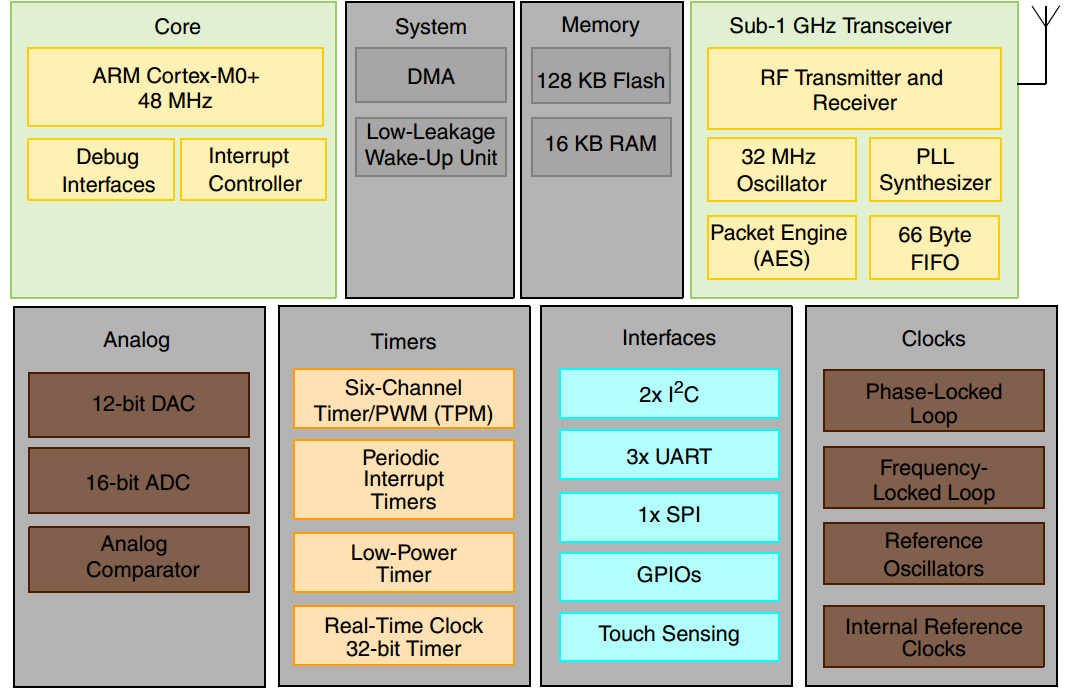 Core
ARM Cortex-M0+
48 MHz
Debug
Interfaces
Interrupt
Controller
System
DMA
Low-Leakage
Wake-Up Unit
Memory
128 KB Flash
16 KB RAM
Sub-1 GHz Transceiver
RF Transmitter and
Receiver
32 MHz
Oscillator
PLL
Synthesizer
Packet Engine
(AES)
66 Byte
FIFO
Analog
12-bit DAC
16-bit ADC
Analog
Comparator
Timers
Six-Channel
Timer/PWM (TPM)
Periodic
Interrupt
Timers
Low-Power
Timer
Real-Time Clock
32-bit Timer
Interfaces
2x I²C
3x UART
1x SPI
GPIOs
Touch Sensing
Clocks
Phase-Locked
Loop
Frequency-
Locked Loop
Reference
Oscillators
Internal Reference
Clocks